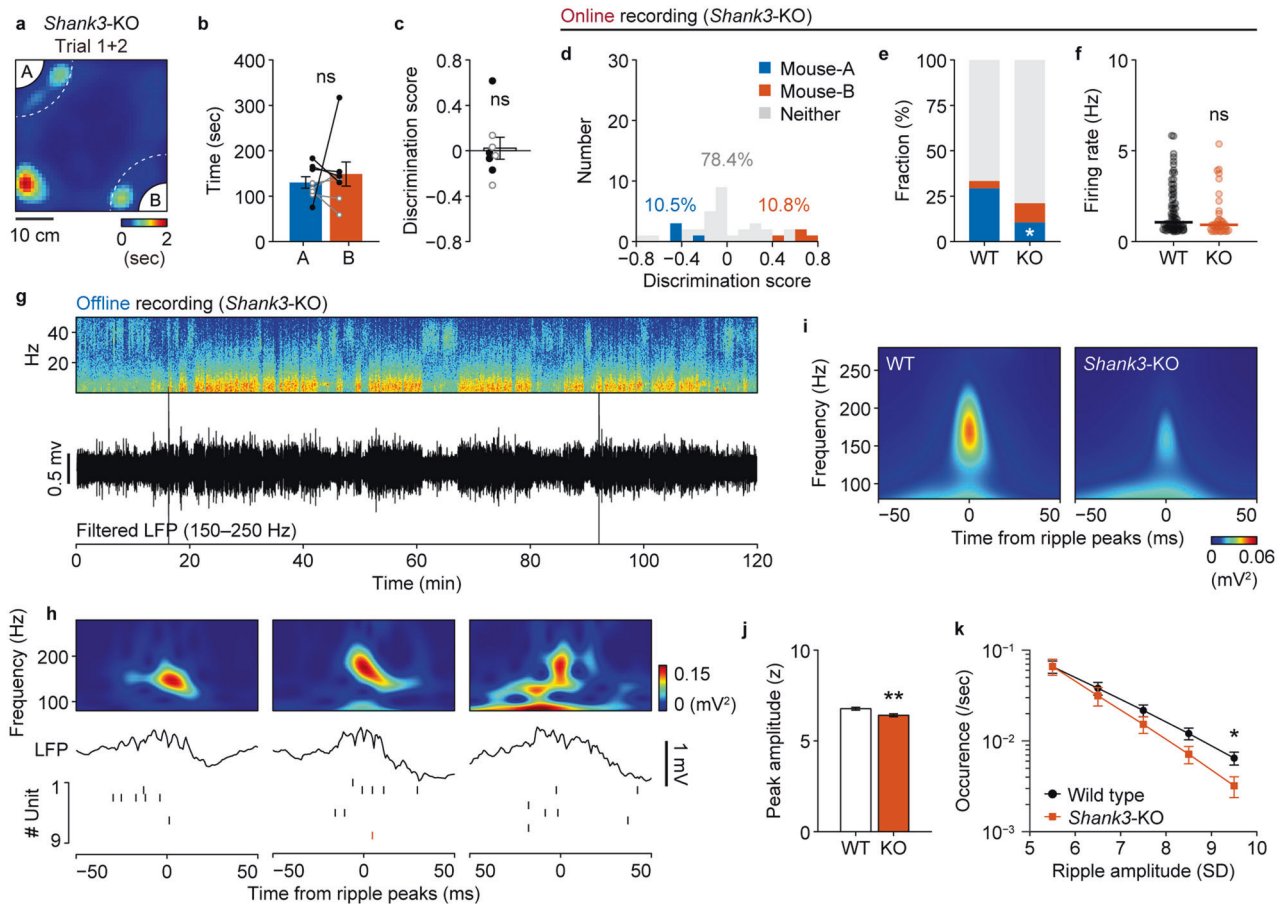 a
Shank3-KO
Trial 1+2
A
B
10 cm
0 2
(sec)
b
400
300
200
100
0
Time (sec)
ns
A B
c
0.8
0.4
0
−0.4
−0.8
Discrimination score
ns
Online recording (Shank3-KO)
d
30
20
10
0
Number
Mouse-A
Mouse-B
Neither
78.4%
10.5%
10.8%
−0.8 −0.4 0 0.4 0.8
Discrimination score
e
100
75
50
25
0
Fraction (%)
*
WT KO
f
10
5
0
Firing rate (Hz)
ns
WT KO
g
Offline recording (Shank3-KO)
40
20
Hz
0.5 mv
Filtered LFP (150–250 Hz)
0 20 40 60 80 100 120
Time (min)
h
Frequency (Hz)
200
100
0.15
0 (mV²)
LFP
1 mV
# Unit
1
9
−50 0 50 0 50 0 50
Time from ripple peaks (ms)
i
WT
Shank3-KO
Frequency (Hz)
250
200
150
100
−50 0 50 0 50
Time from ripple peaks (ms)
0 0.06
(mV²)
j
10
5
0
Peak amplitude (z)
**
WT KO
k
10⁻¹
10⁻²
10⁻³
Occurence (/sec)
*
Wild type
Shank3-KO
5 6 7 8 9 10
Ripple amplitude (SD)